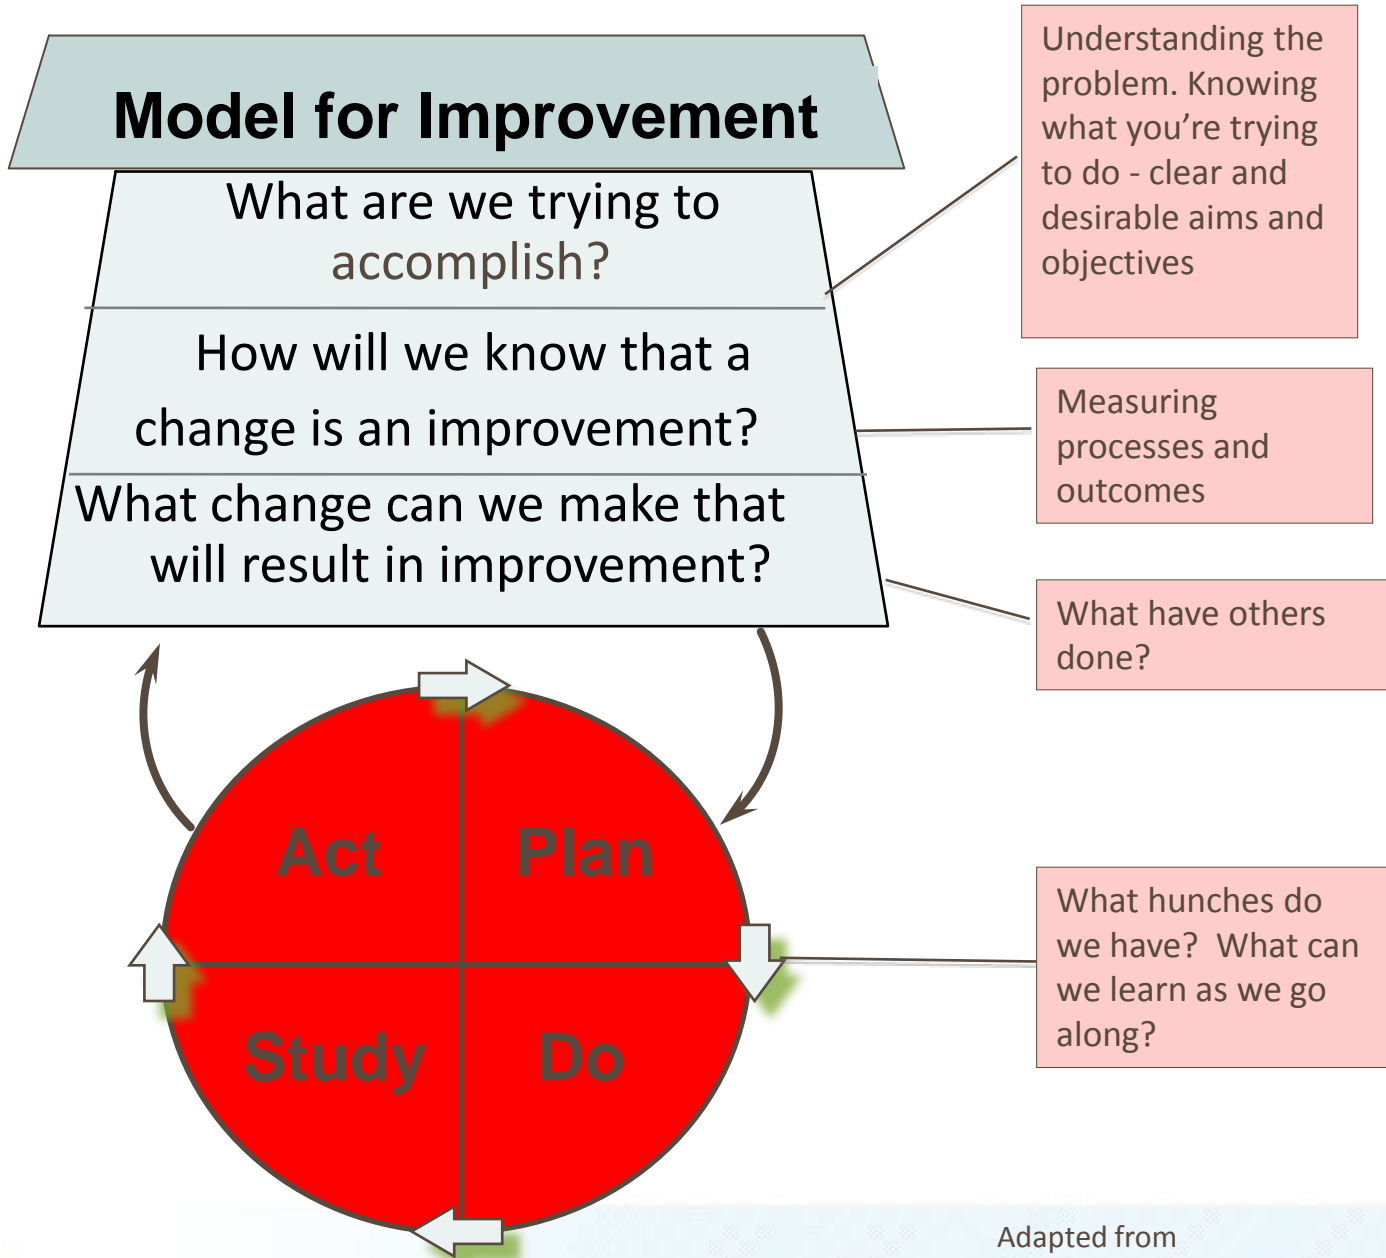 Model for Improvement
What are we trying to
accomplish?
How will we know that a
change is an improvement?
What change can we make that
will result in improvement?
Understanding the
problem. Knowing
what you’re trying
to do - clear and
desirable aims and
objectives
Measuring
processes and
outcomes
What have others
done?
Act
Plan
Study
Do
What hunches do
we have?  What can
we learn as we go
along?
Adapted from